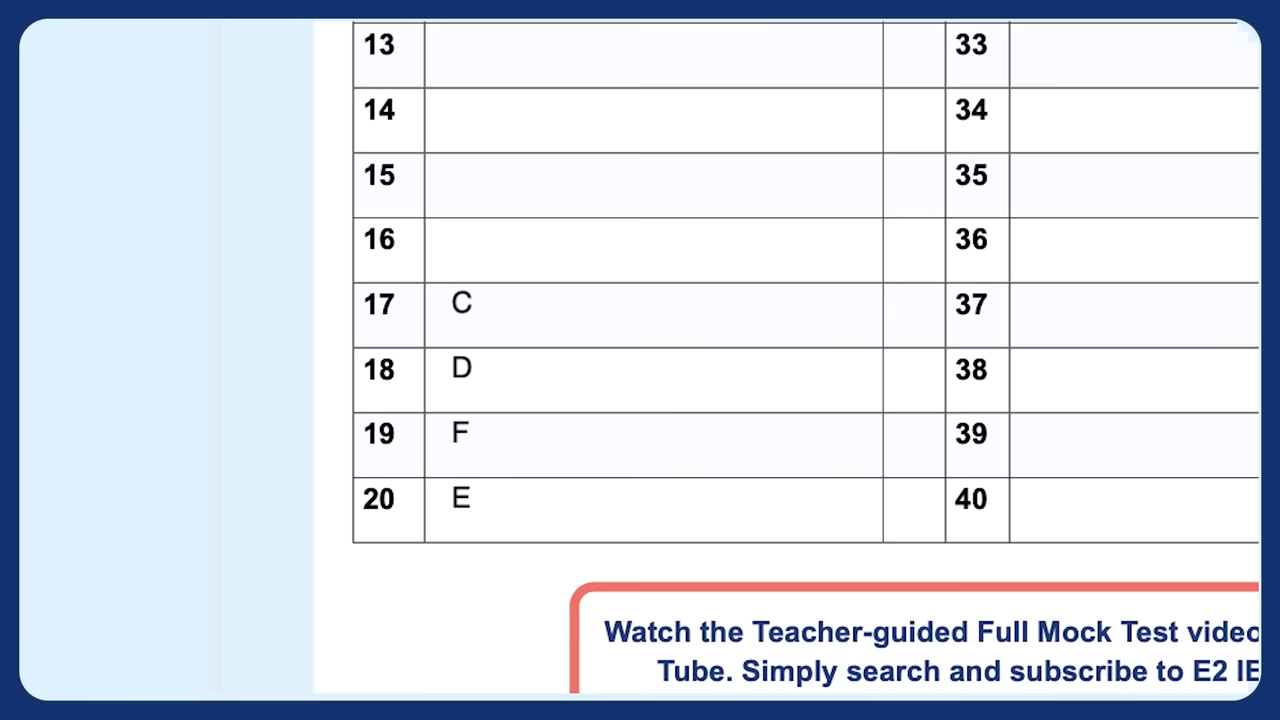 13 33
14 34
15 35
16 36
17 C 37
18 D 38
19 F 39
20 E 40
Watch the Teacher-guided Full Mock Test video
Tube. Simply search and subscribe to E2 IE